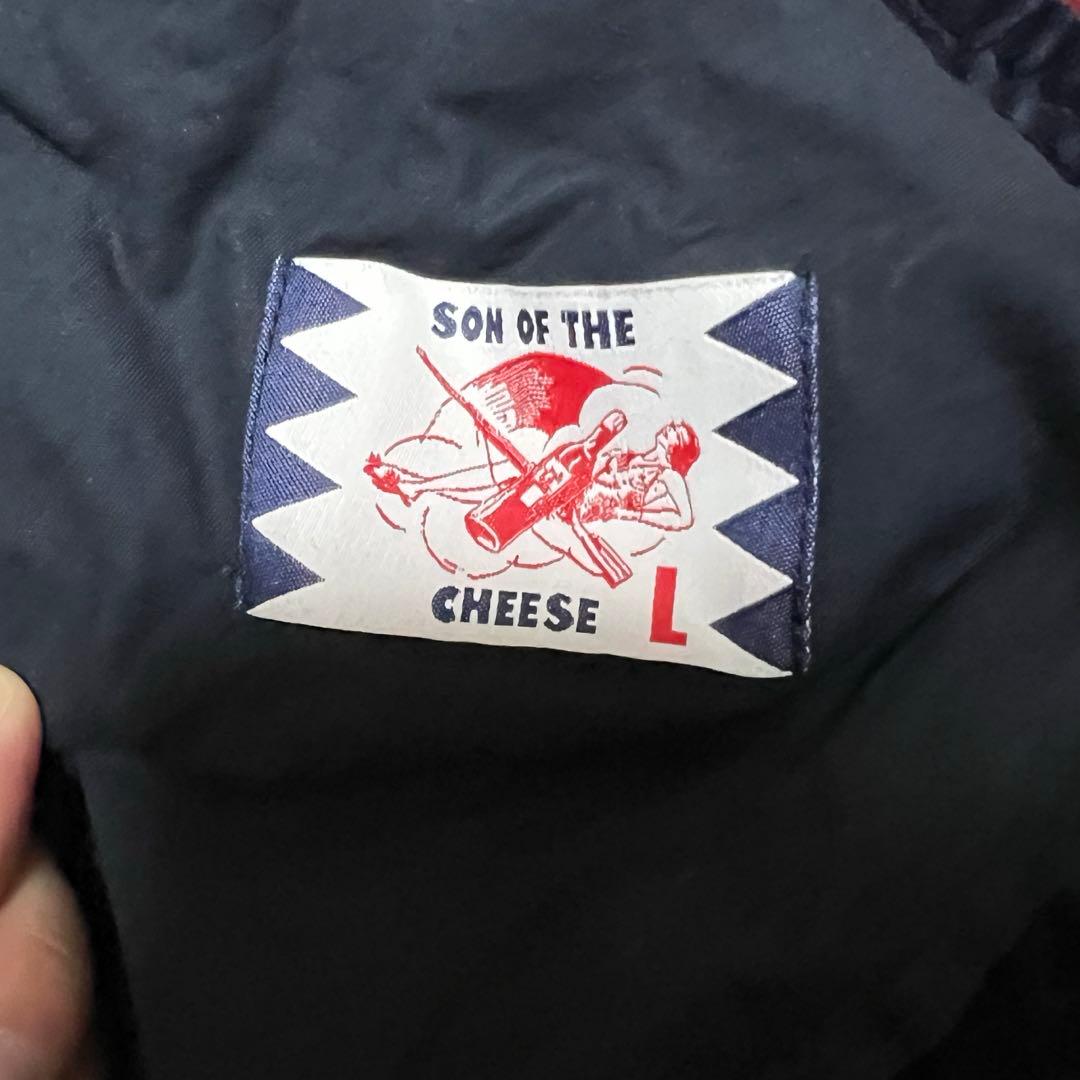 SON OF THE
CHEESE
L